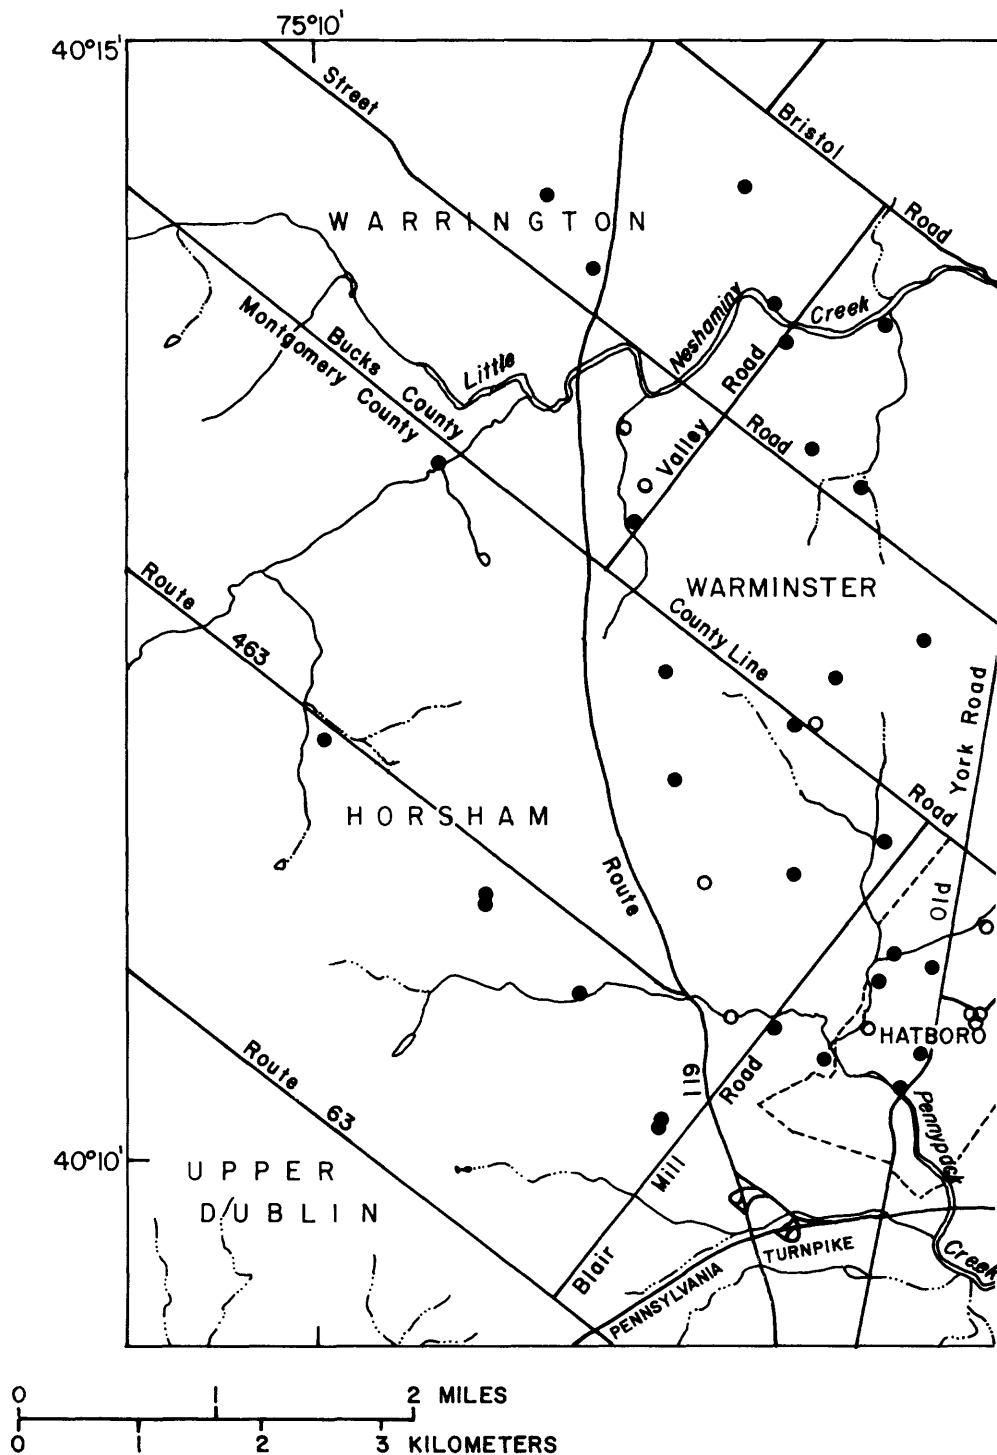 75°10'
40°15'
Street
Bristol
Road
WARRINGTON
Neshaminy
Creek
Montgomery County
Bucks County
Little
Road
Valley
Road
Route
463
WARMINSTER
County Line
York Road
HORSHAM
Road
Route
Old
Route
63
HATBORO
611
Road
Pennypack
40°10'
UPPER
DUBLIN
Mill
Blair
TURNPIKE
PENNSYLVANIA
Creek
0 1 2 MILES
0 1 2 3 KILOMETERS